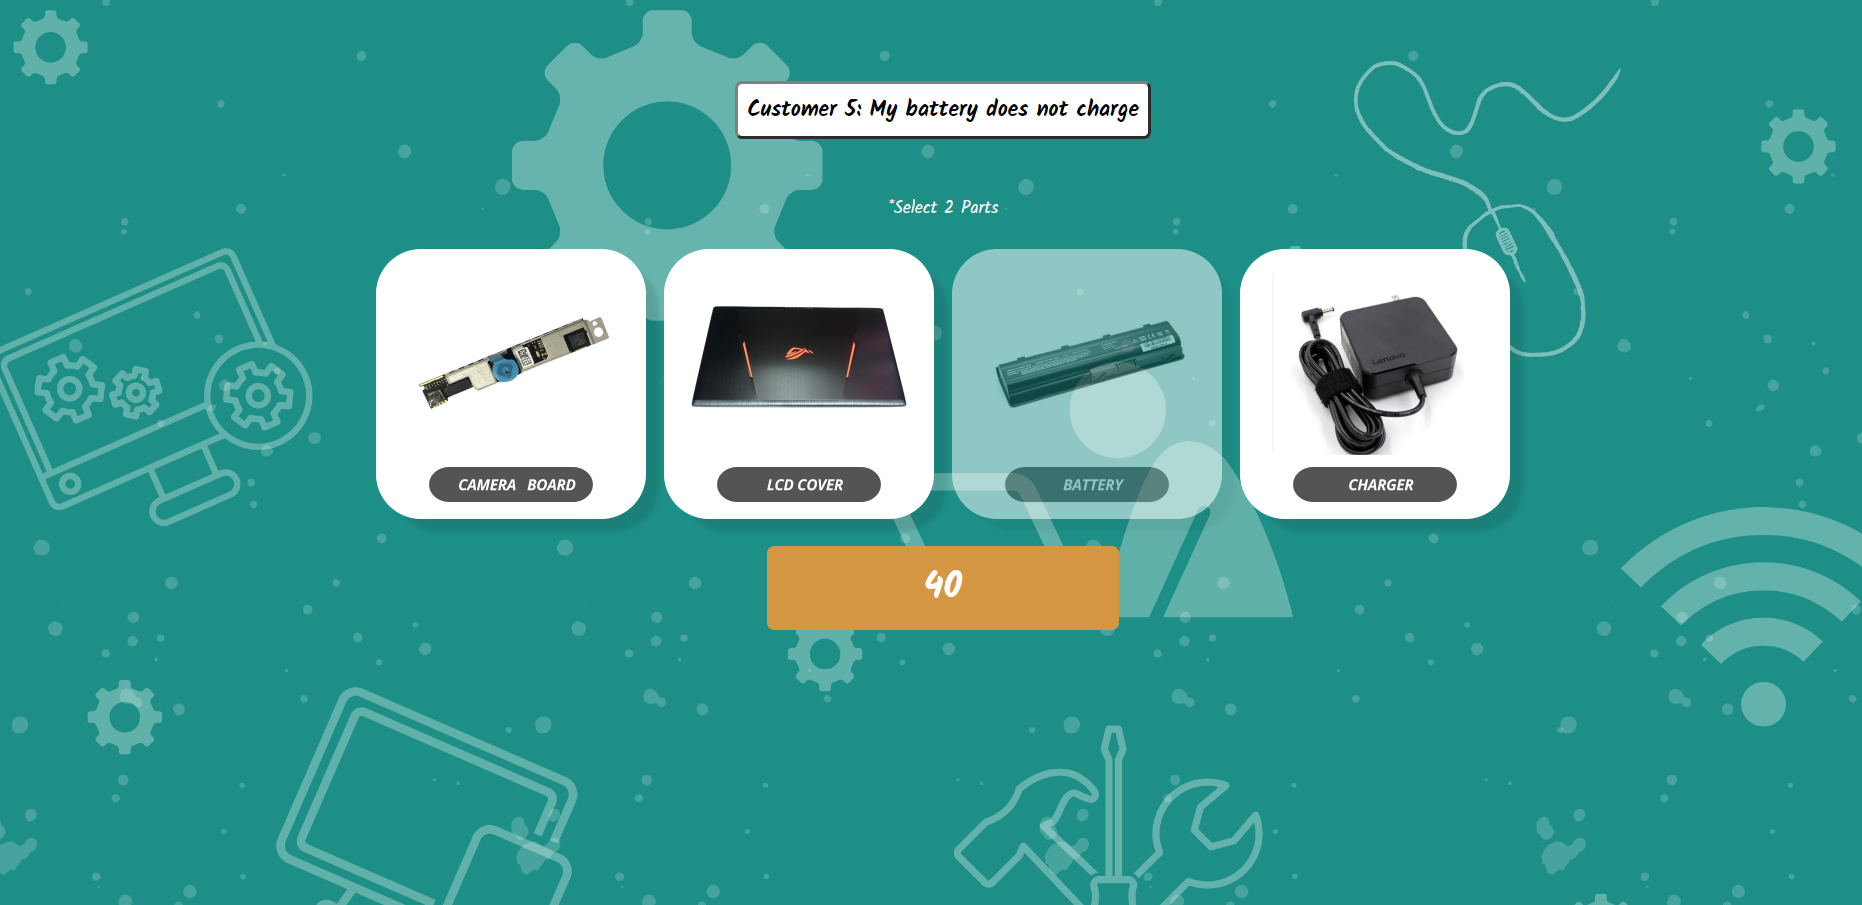 Customer 5: My battery does not charge
*Select 2 Parts
Lenovo
CAMERA BOARD
LCD COVER
BATTERY
CHARGER
40